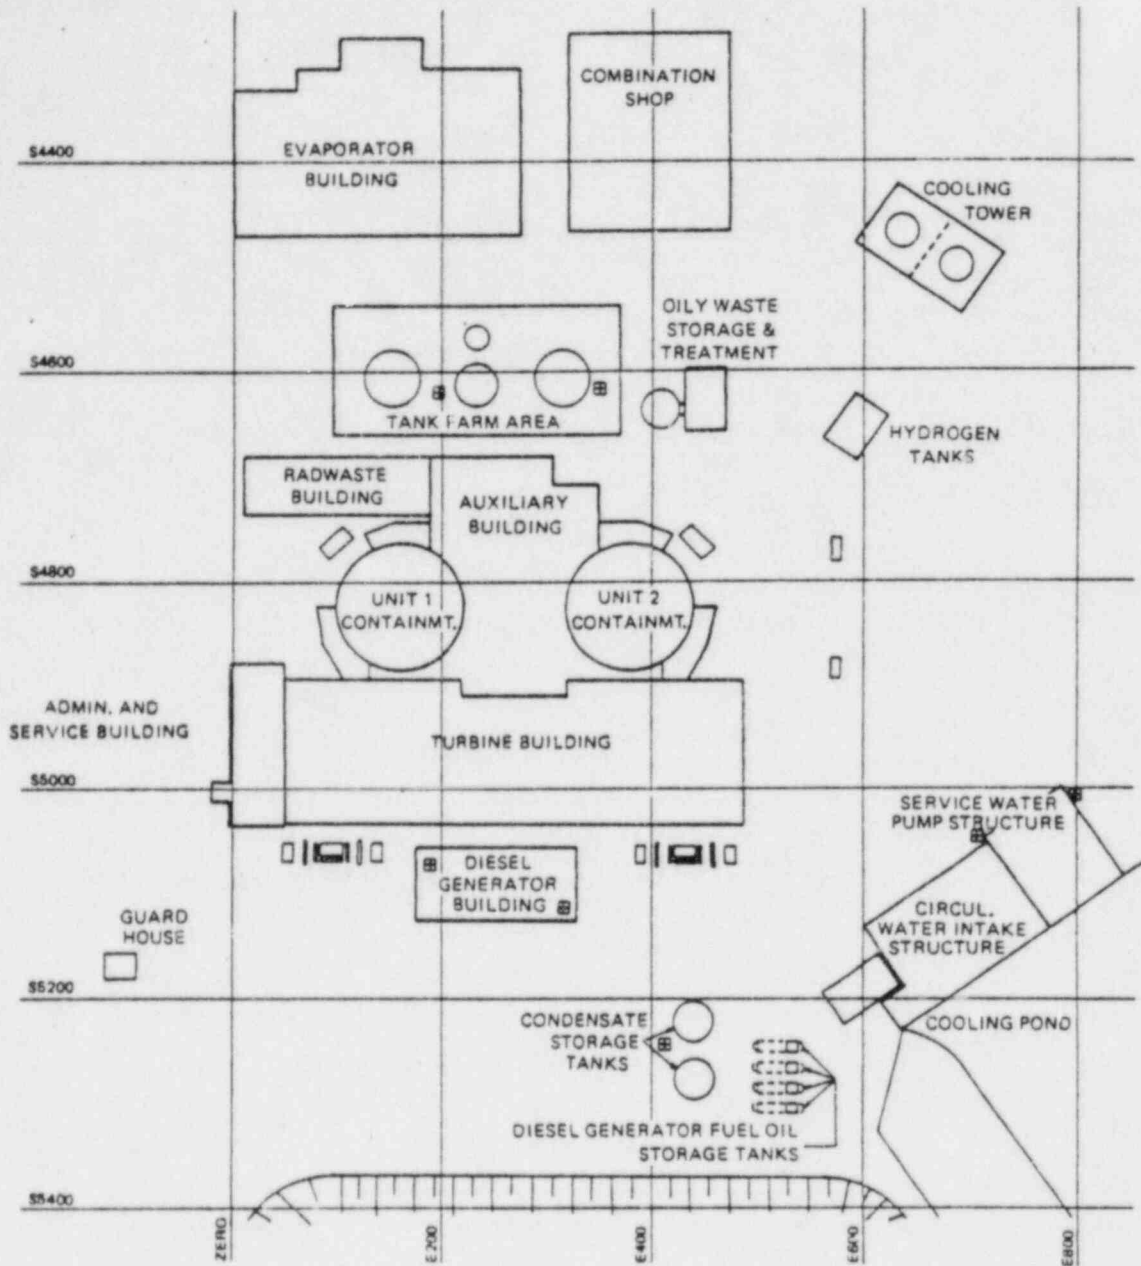 COMBINATION
SHOP
EVAPORATOR
BUILDING
S4400
COOLING
TOWER
OILY WASTE
STORAGE &
TREATMENT
S4600
TANK FARM AREA
HYDROGEN
TANKS
RADWASTE
BUILDING
AUXILIARY
BUILDING
S4800
UNIT 1
CONTAINMT.
UNIT 2
CONTAINMT.
ADMIN. AND
SERVICE BUILDING
TURBINE BUILDING
S5000
SERVICE WATER
PUMP STRUCTURE
DIESEL
GENERATOR
BUILDING
GUARD
HOUSE
CIRCUL.
WATER INTAKE
STRUCTURE
S5200
CONDENSATE
STORAGE
TANKS
COOLING POND
DIESEL GENERATOR FUEL OIL
STORAGE TANKS
S5400
ZERO
E200
E400
E600
E800